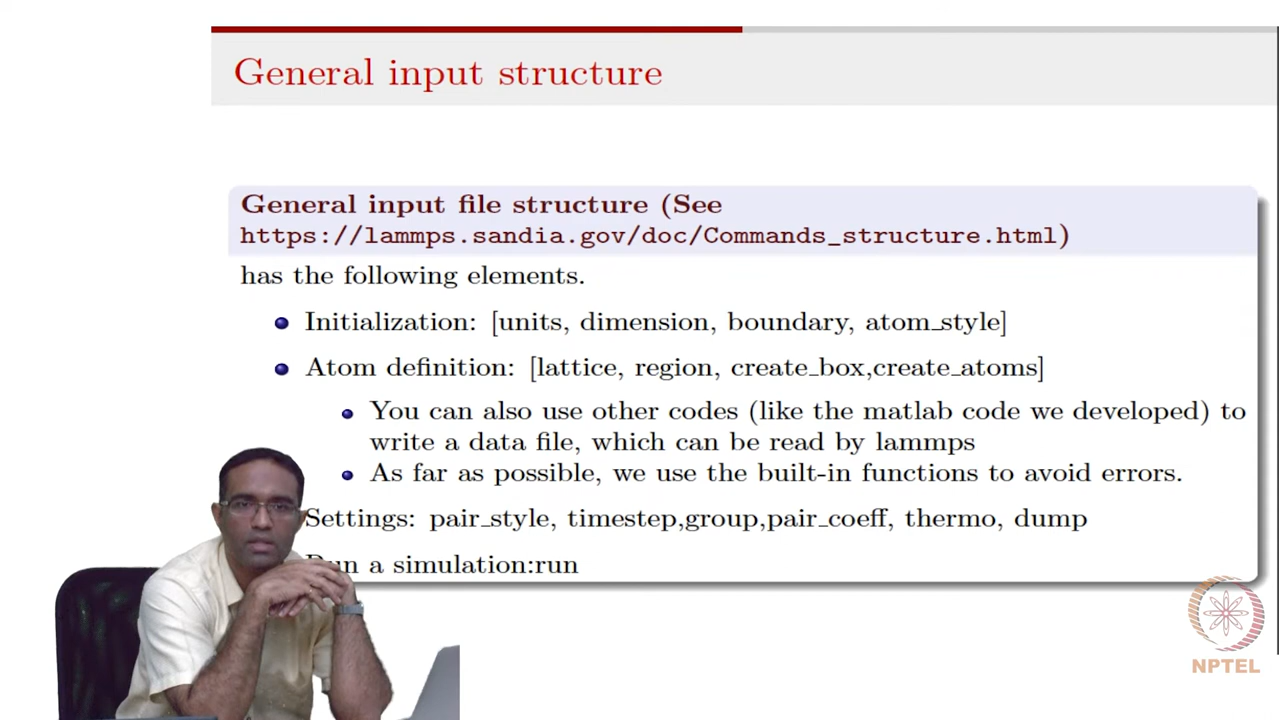 General input structure
General input file structure (See
https://lammps.sandia.gov/doc/Commands_structure.html)
has the following elements.
Initialization: [units, dimension, boundary, atom_style]
Atom definition: [lattice, region, create_box,create_atoms]
You can also use other codes (like the matlab code we developed) to
write a data file, which can be read by lammps
As far as possible, we use the built-in functions to avoid errors.
Settings: pair_style, timestep,group,pair_coeff, thermo, dump
Run a simulation:run
NPTEL